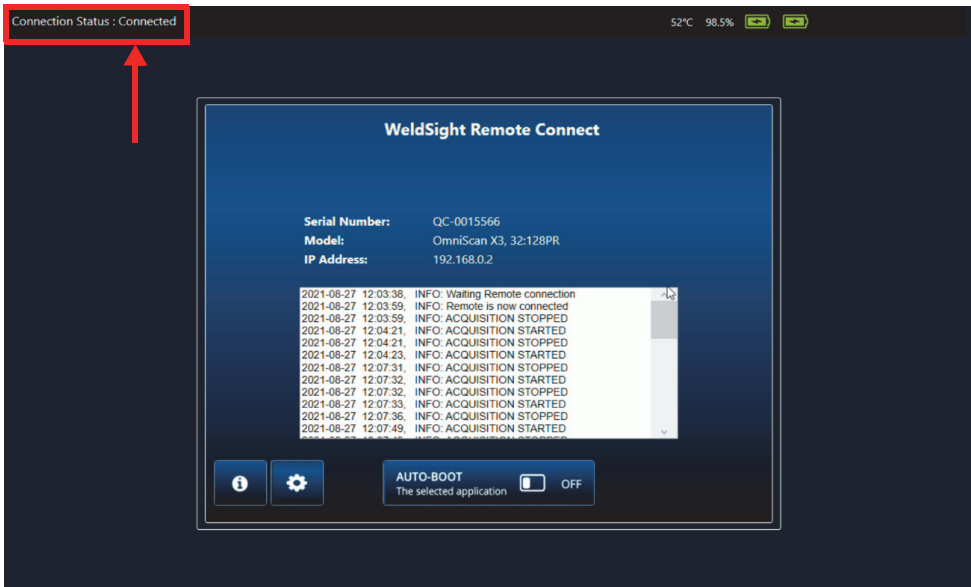 Connection Status : Connected
52°C 98.5%
WeldSight Remote Connect
Serial Number: QC-0015566
Model: OmniScan X3, 32:128PR
IP Address: 192.168.0.2
2021-08-27 12:03:38, INFO: Waiting Remote connection
2021-08-27 12:03:59, INFO: Remote is now connected
2021-08-27 12:03:59, INFO: ACQUISITION STOPPED
2021-08-27 12:04:21, INFO: ACQUISITION STARTED
2021-08-27 12:04:21, INFO: ACQUISITION STOPPED
2021-08-27 12:04:23, INFO: ACQUISITION STARTED
2021-08-27 12:07:31, INFO: ACQUISITION STOPPED
2021-08-27 12:07:32, INFO: ACQUISITION STARTED
2021-08-27 12:07:32, INFO: ACQUISITION STOPPED
2021-08-27 12:07:33, INFO: ACQUISITION STARTED
2021-08-27 12:07:36, INFO: ACQUISITION STOPPED
2021-08-27 12:07:49, INFO: ACQUISITION STARTED
AUTO-BOOT
The selected application OFF